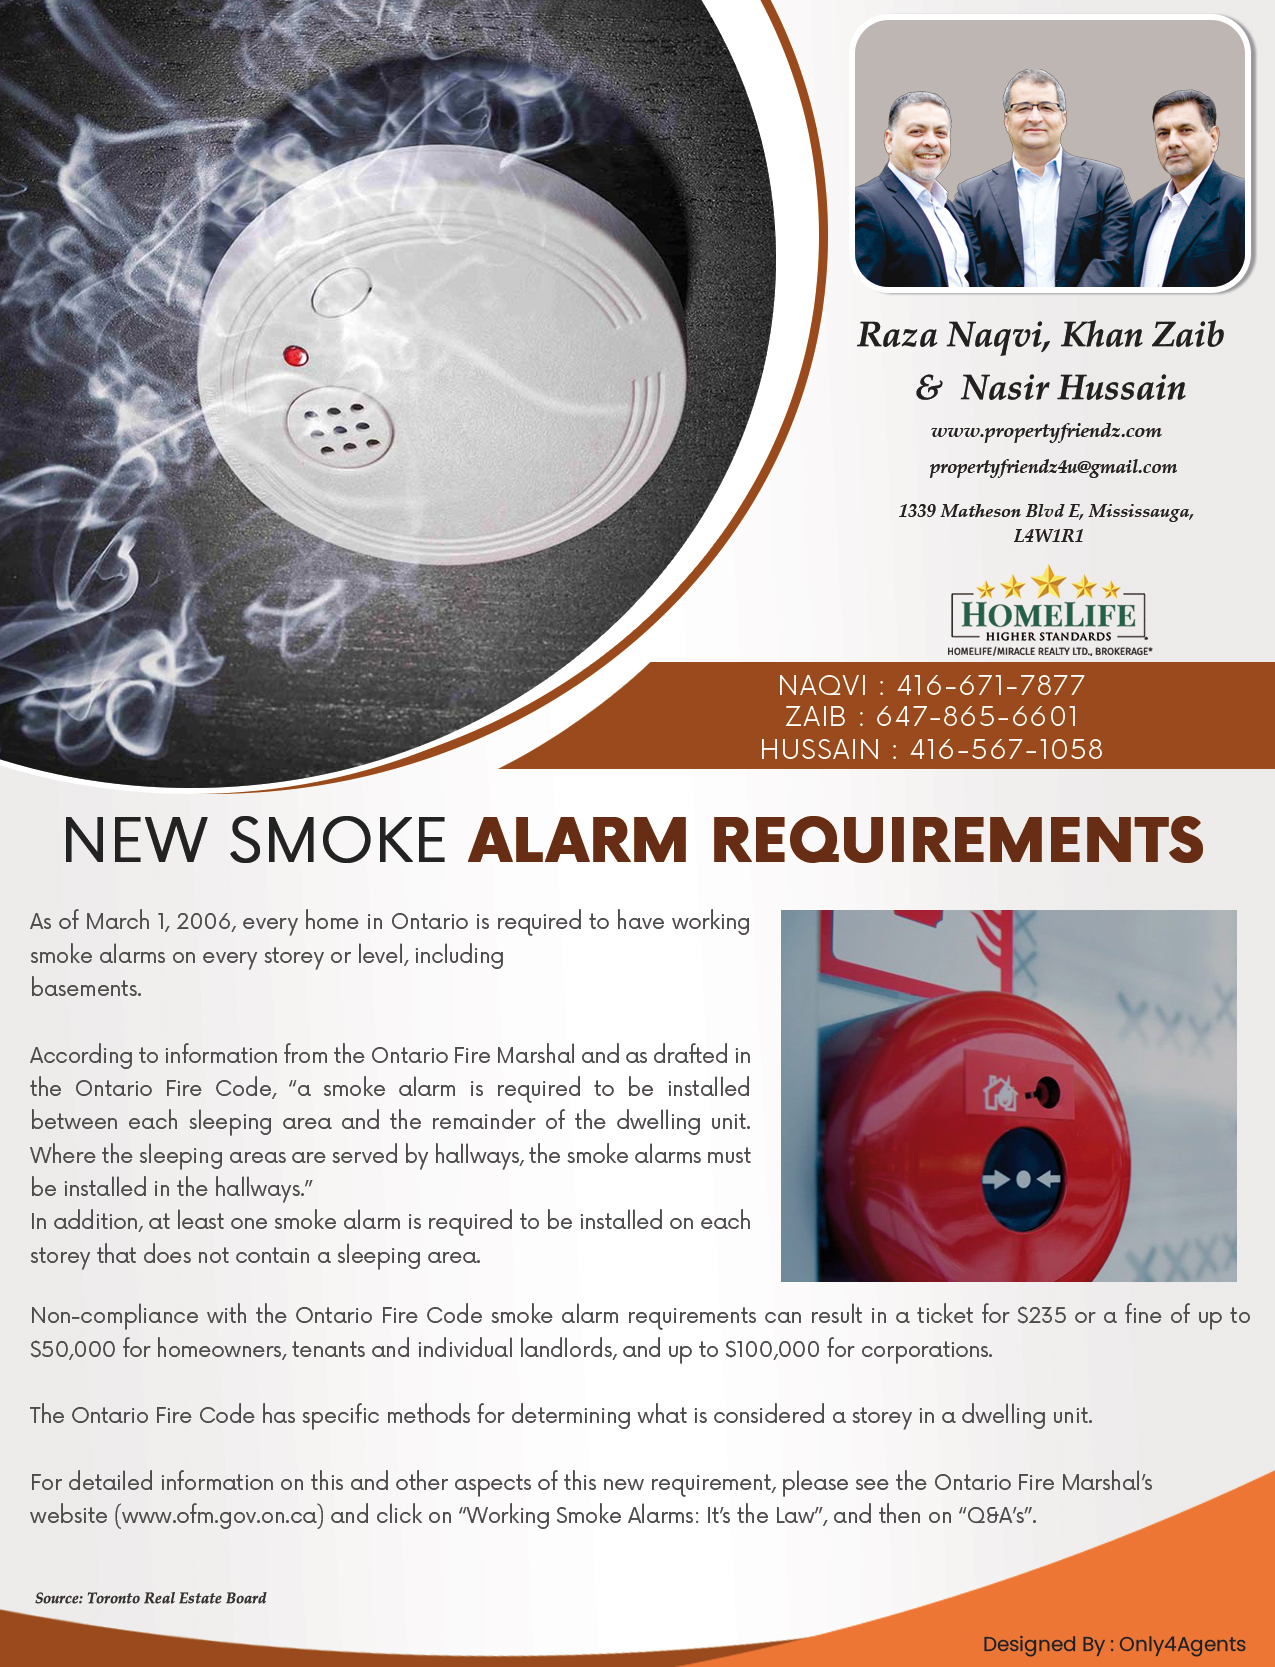 Raza Naqvi, Khan Zaib
& Nasir Hussain
www.propertyfriendz.com
propertyfriendz4u@gmail.com
1339 Matheson Blvd E, Mississauga,
L4W1R1
HOMELIFE
HIGHER STANDARDS
HOMELIFE/MIRACLE REALTY LTD., BROKERAGE*
NAQVI : 416-671-7877
ZAIB : 647-865-6601
HUSSAIN : 416-567-1058
NEW SMOKE ALARM REQUIREMENTS
As of March 1, 2006, every home in Ontario is required to have working
smoke alarms on every storey or level, including
basements.
According to information from the Ontario Fire Marshal and as drafted in
the Ontario Fire Code, “a smoke alarm is required to be installed
between each sleeping area and the remainder of the dwelling unit.
Where the sleeping areas are served by hallways, the smoke alarms must
be installed in the hallways.”
In addition, at least one smoke alarm is required to be installed on each
storey that does not contain a sleeping area.
Non-compliance with the Ontario Fire Code smoke alarm requirements can result in a ticket for $235 or a fine of up to
$50,000 for homeowners, tenants and individual landlords, and up to $100,000 for corporations.
The Ontario Fire Code has specific methods for determining what is considered a storey in a dwelling unit.
For detailed information on this and other aspects of this new requirement, please see the Ontario Fire Marshal’s
website (www.ofm.gov.on.ca) and click on “Working Smoke Alarms: It’s the Law”, and then on “Q&A’s”.
Source: Toronto Real Estate Board
Designed By : Only4Agents